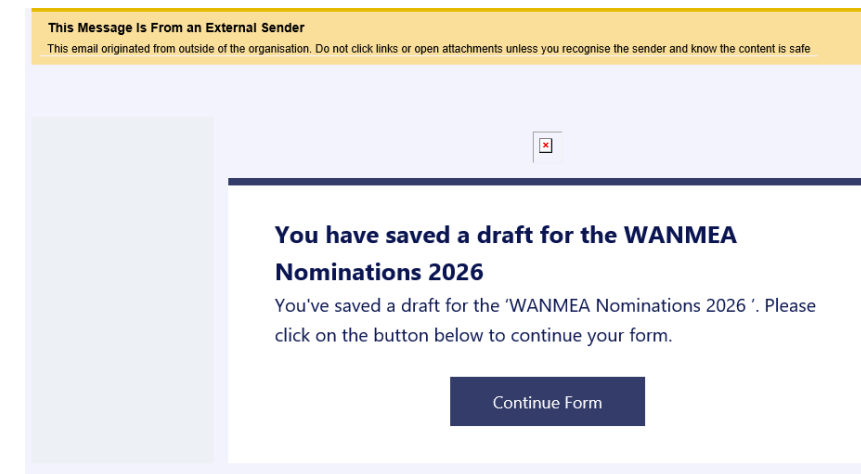 This Message Is From an External Sender
This email originated from outside of the organisation. Do not click links or open attachments unless you recognise the sender and know the content is safe
You have saved a draft for the WANMEA
Nominations 2026
You've saved a draft for the ‘WANMEA Nominations 2026 ’. Please
click on the button below to continue your form.
Continue Form